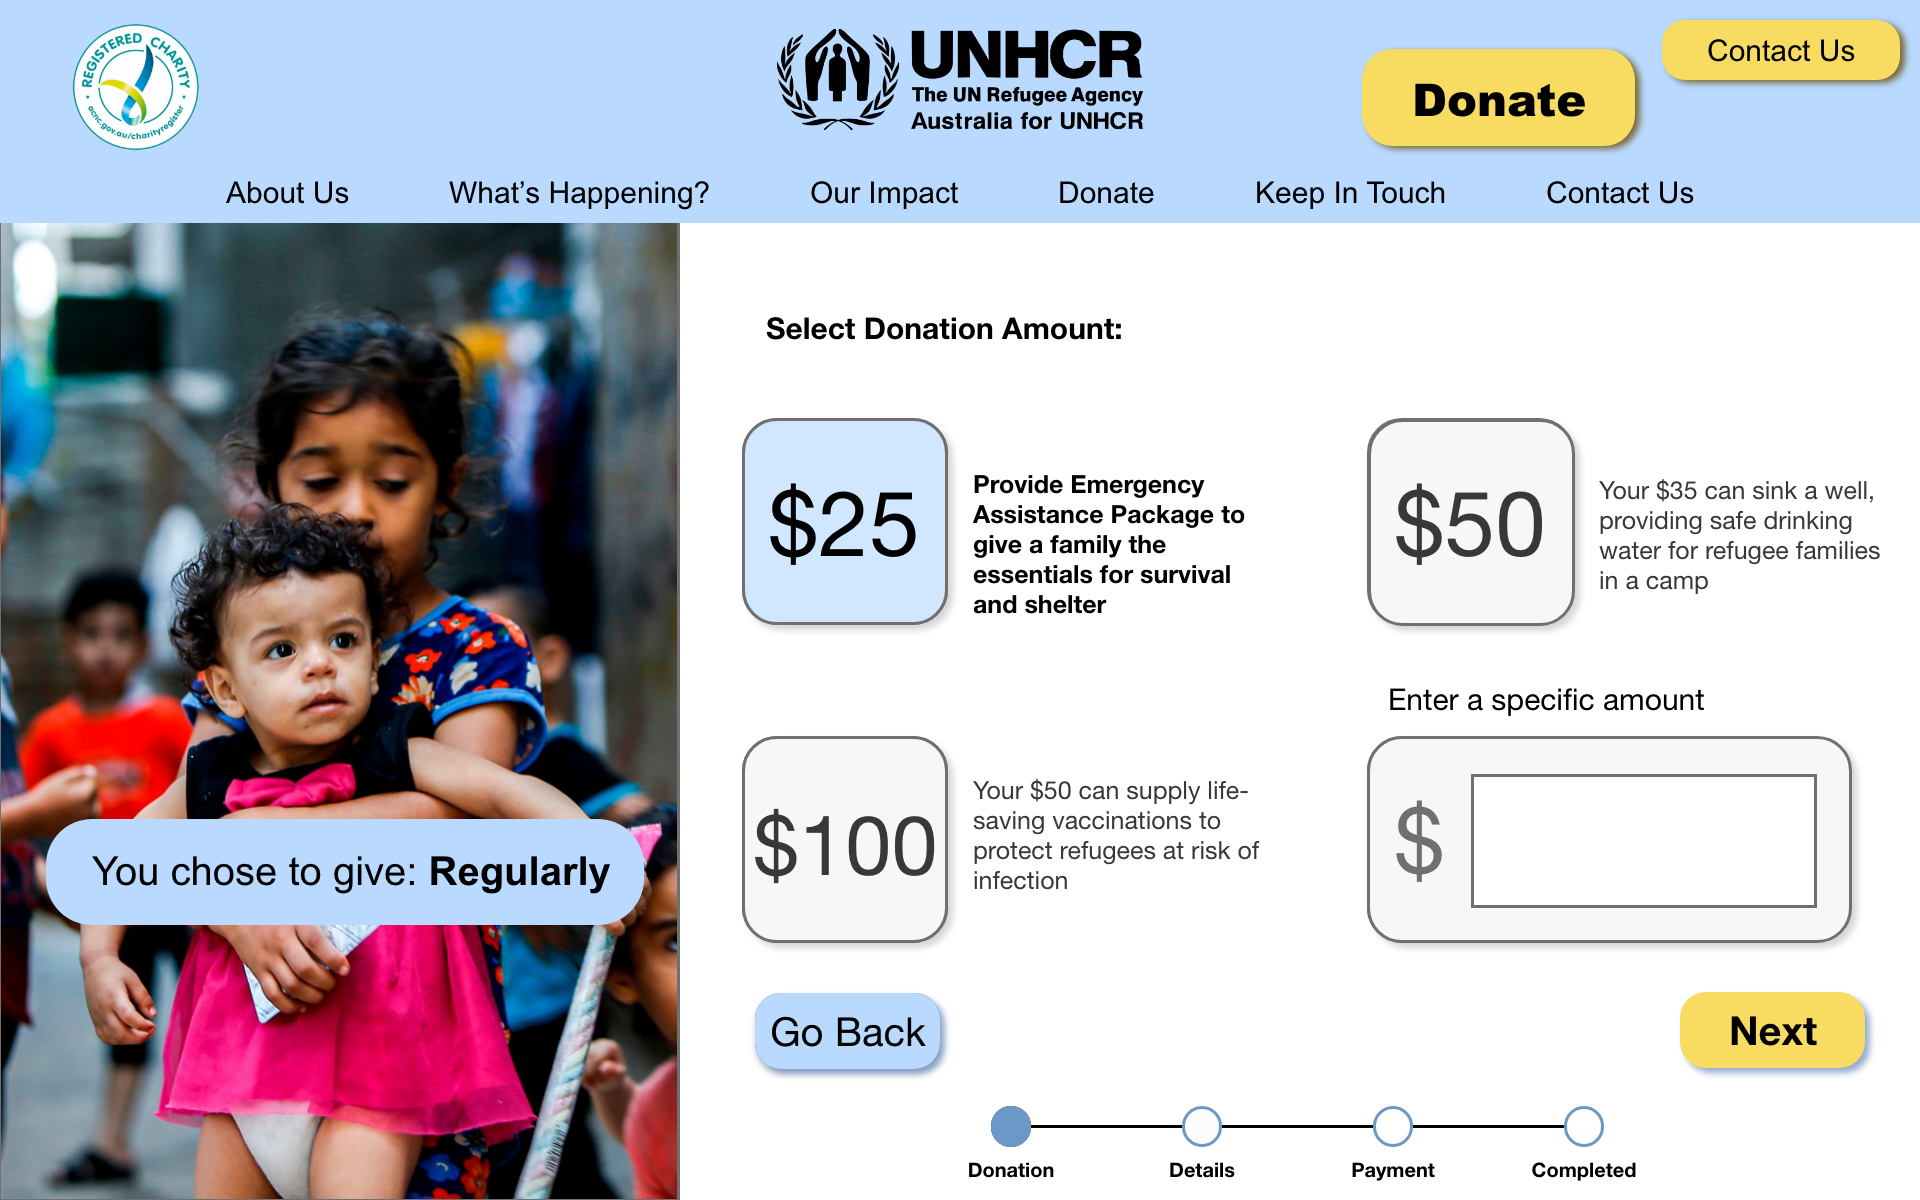 REGISTERED CHARITY
acnc.gov.au/charityregister
UNHCR
The UN Refugee Agency
Australia for UNHCR
Donate
Contact Us
About Us
What’s Happening?
Our Impact
Donate
Keep In Touch
Contact Us
Select Donation Amount:
$25
Provide Emergency
Assistance Package to
give a family the
essentials for survival
and shelter
$50
Your $35 can sink a well,
providing safe drinking
water for refugee families
in a camp
$100
Your $50 can supply life-
saving vaccinations to
protect refugees at risk of
infection
Enter a specific amount
$
You chose to give: Regularly
Go Back
Next
Donation
Details
Payment
Completed